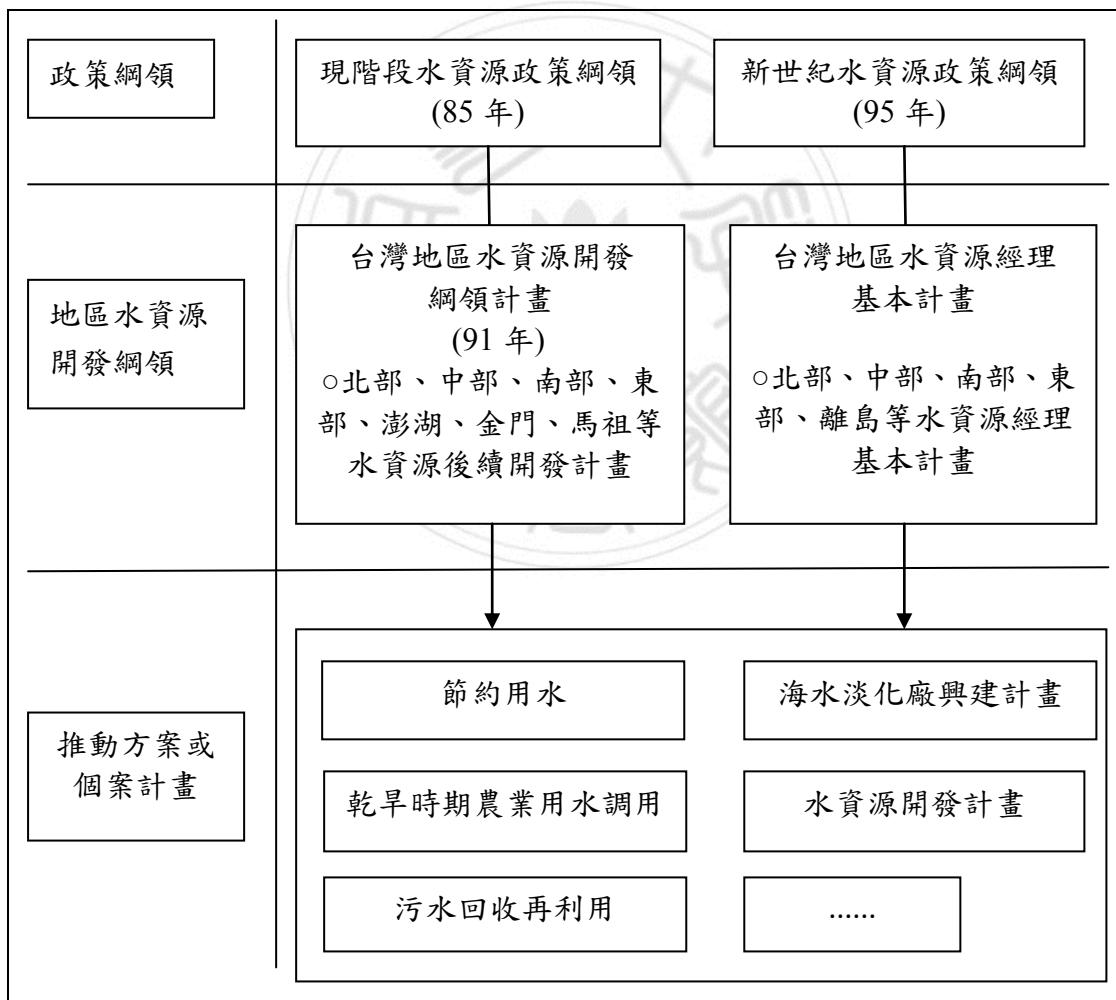 政策綱領
現階段水資源政策綱領
(85 年)
新世紀水資源政策綱領
(95 年)
地區水資源
開發綱領
台灣地區水資源開發
綱領計畫
(91 年)
○北部、中部、南部、東
部、澎湖、金門、馬祖等
水資源後續開發計畫
台灣地區水資源經理
基本計畫
○北部、中部、南部、東
部、離島等水資源經理
基本計畫
推動方案或
個案計畫
節約用水
海水淡化廠興建計畫
乾旱時期農業用水調用
水資源開發計畫
污水回收再利用
......